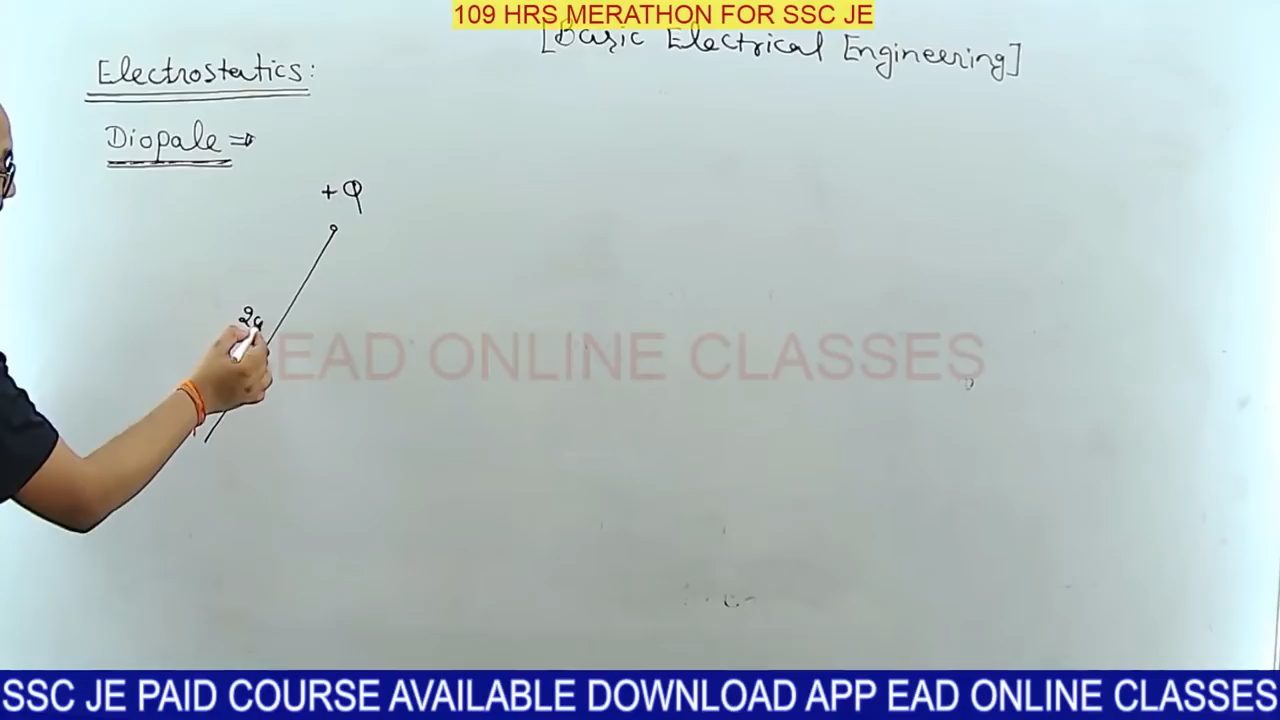 109 HRS MERATHON FOR SSC JE
[Basic Electrical Engineering]
Electrostatics:
Diopale ⇒
+Q
2a
EAD ONLINE CLASSES
SSC JE PAID COURSE AVAILABLE DOWNLOAD APP EAD ONLINE CLASSES